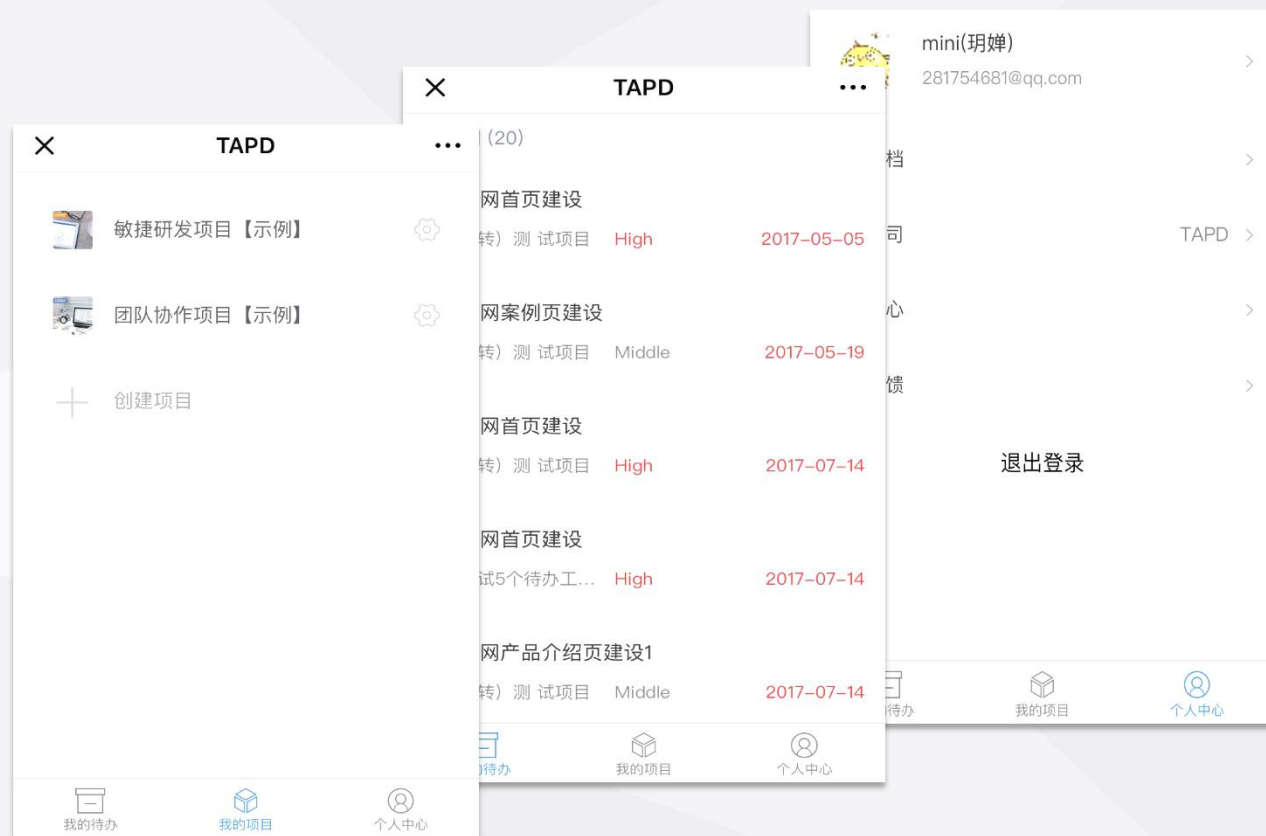 TAPD
敏捷研发项目【示例】
团队协作项目【示例】
创建项目
我的待办
我的项目
个人中心
TAPD
(20)
网首页建设
转）测 试项目 High 2017-05-05
网案例页建设
转）测 试项目 Middle 2017-05-19
网首页建设
转）测 试项目 High 2017-07-14
网首页建设
试5个待办工... High 2017-07-14
网产品介绍页建设1
转）测 试项目 Middle 2017-07-14
待办
我的项目
个人中心
mini(玥婵)
281754681@qq.com
档
司 TAPD
心
馈
退出登录
待办
我的项目
个人中心